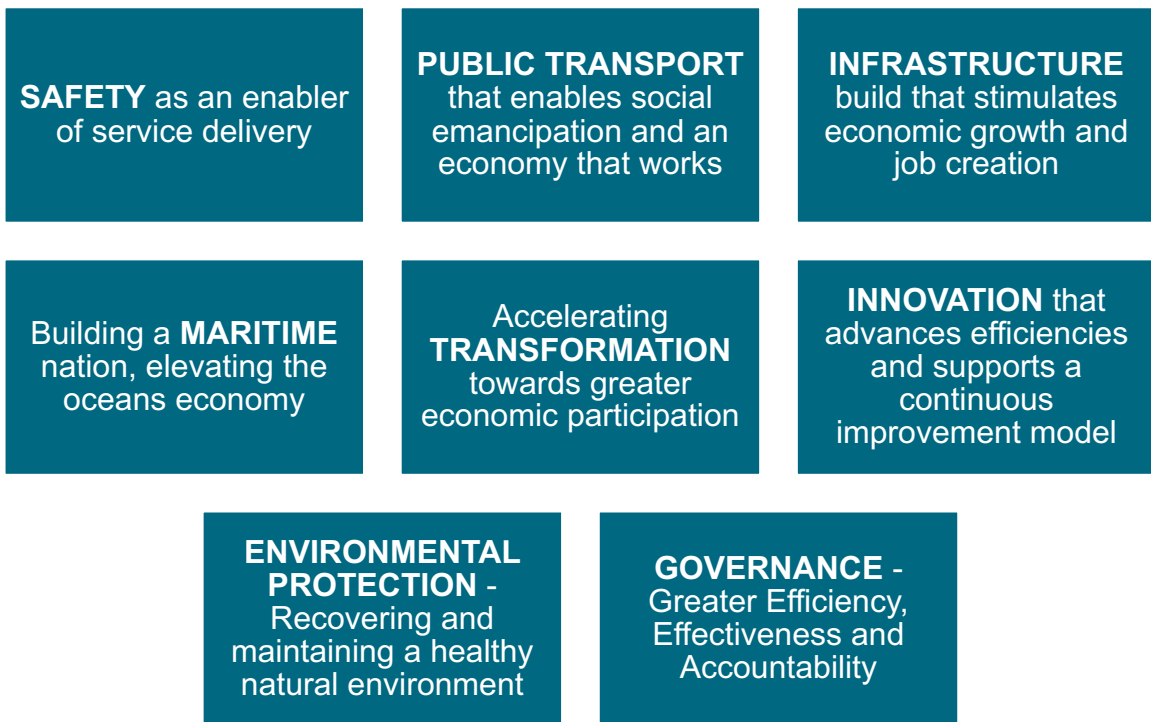 SAFETY as an enabler
of service delivery
PUBLIC TRANSPORT
that enables social
emancipation and an
economy that works
INFRASTRUCTURE
build that stimulates
economic growth and
job creation
Building a MARITIME
nation, elevating the
oceans economy
Accelerating
TRANSFORMATION
towards greater
economic participation
INNOVATION that
advances efficiencies
and supports a
continuous
improvement model
ENVIRONMENTAL
PROTECTION -
Recovering and
maintaining a healthy
natural environment
GOVERNANCE -
Greater Efficiency,
Effectiveness and
Accountability